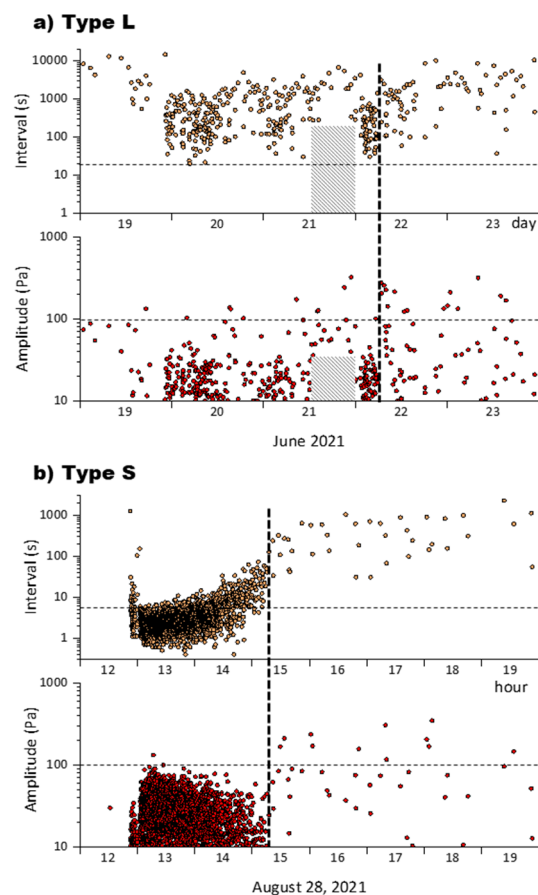 a) Type L
10000
1000
100
10
1
Interval (s)
19 20 21 22 23 day
1000
100
10
Amplitude (Pa)
19 20 21 22 23
June 2021
b) Type S
1000
100
10
1
Interval (s)
12 13 14 15 16 17 18 19
hour
1000
100
10
Amplitude (Pa)
12 13 14 15 16 17 18 19
August 28, 2021